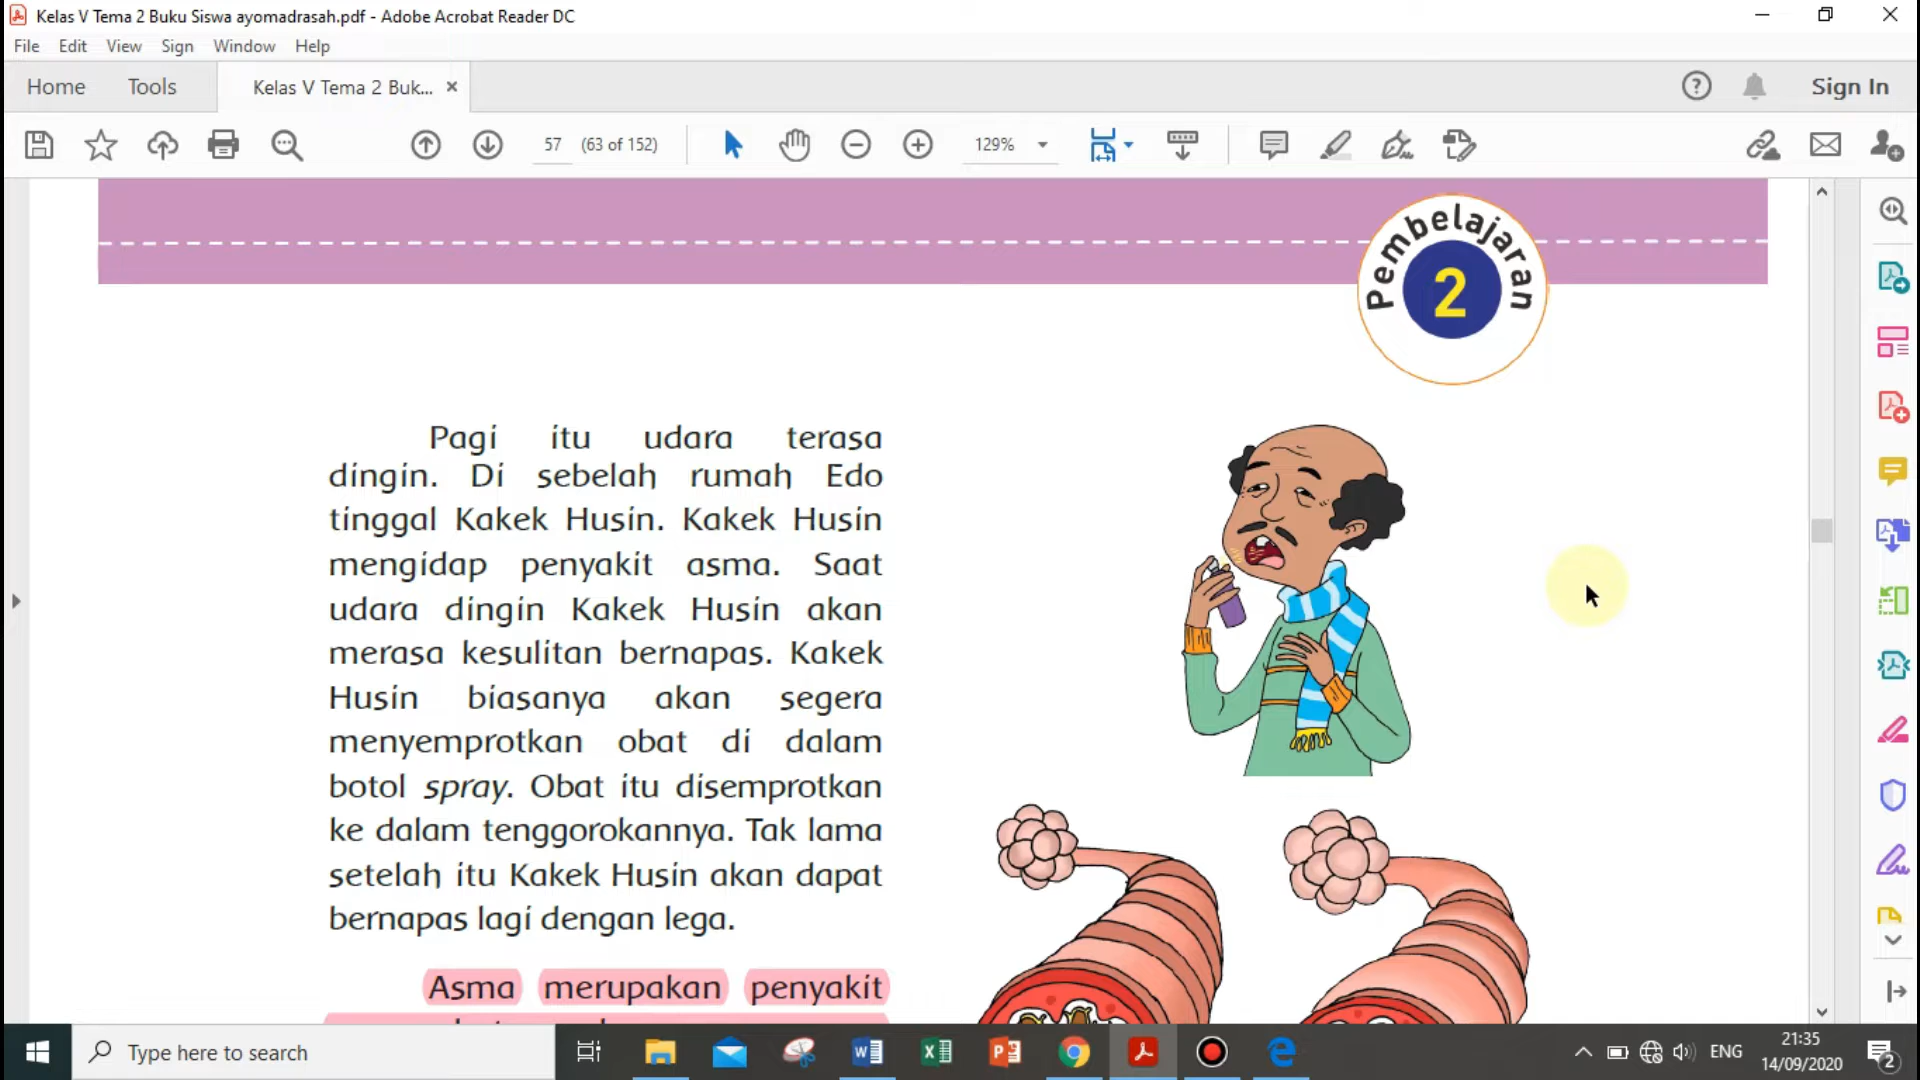 Kelas V Tema 2 Buku Siswa ayomadrasah.pdf - Adobe Acrobat Reader DC
File Edit View Sign Window Help
Home Tools Kelas V Tema 2 Buk... Sign In
57 (63 of 152) 129%
Pembelajaran
2
Pagi itu udara terasa
dingin. Di sebelah rumah Edo
tinggal Kakek Husin. Kakek Husin
mengidap penyakit asma. Saat
udara dingin Kakek Husin akan
merasa kesulitan bernapas. Kakek
Husin biasanya akan segera
menyemprotkan obat di dalam
botol spray. Obat itu disemprotkan
ke dalam tenggorokannya. Tak lama
setelah itu Kakek Husin akan dapat
bernapas lagi dengan lega.
Asma merupakan penyakit
Type here to search
ENG
21:35
14/09/2020
2